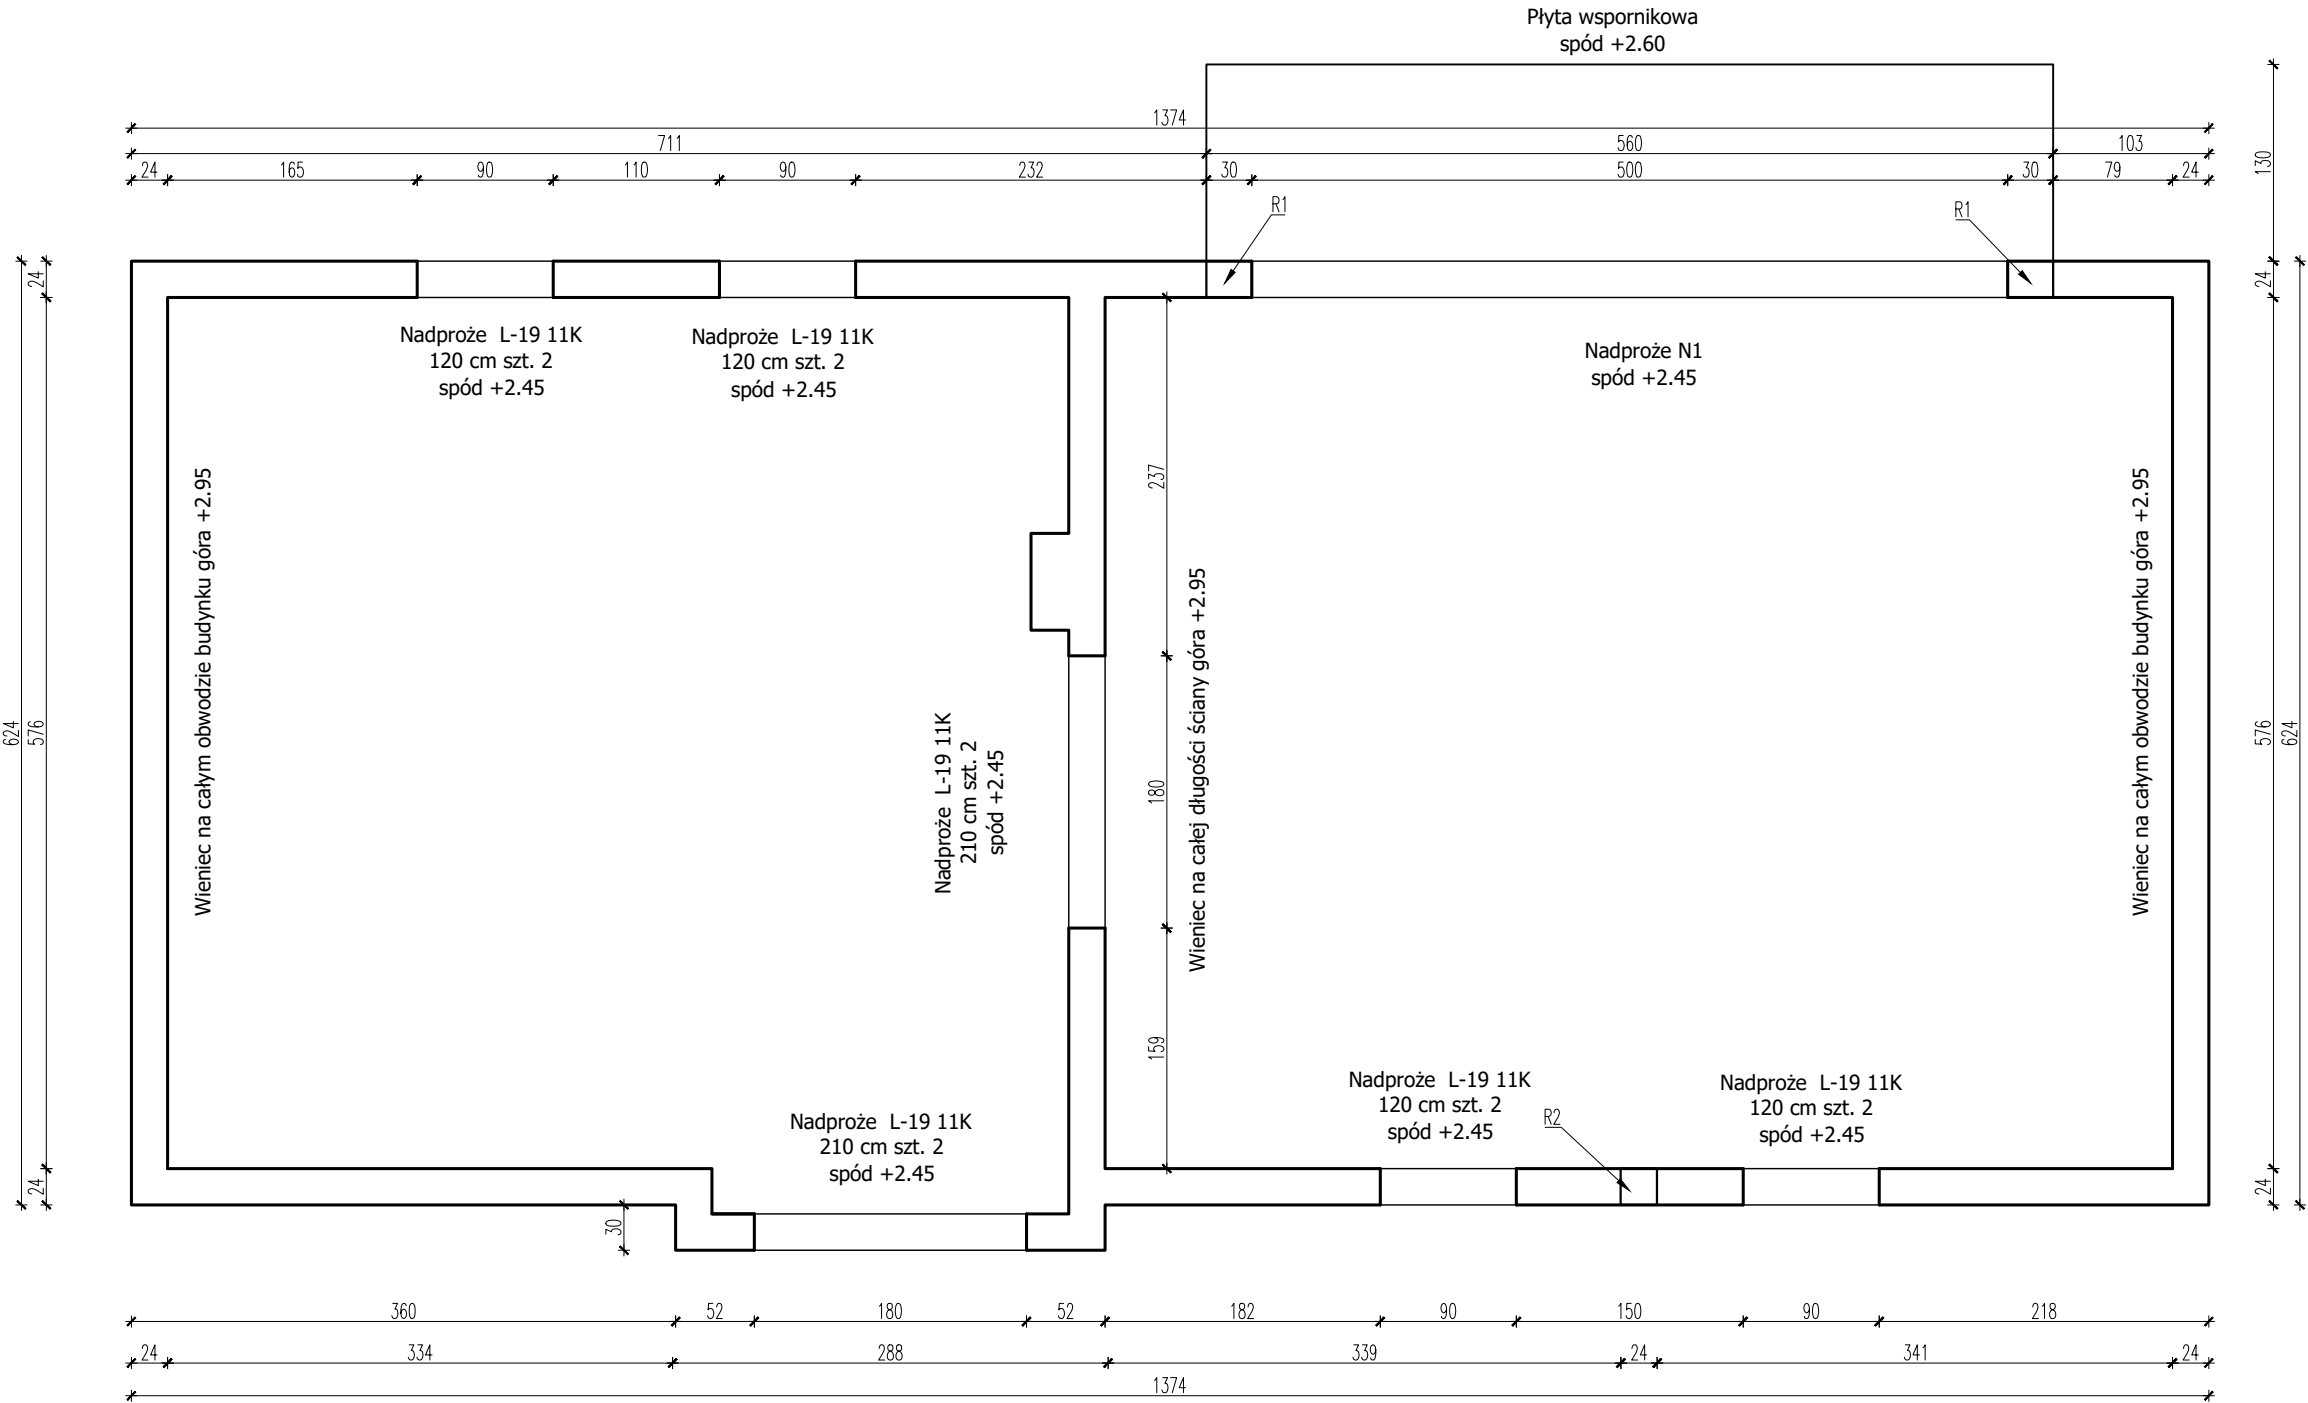 Płyta wspornikowa
spód +2.60
1374
711
560
103
24
165
90
110
90
232
30
500
30
79
24
130
R1
R1
24
24
Nadproże L-19 11K
120 cm szt. 2
spód +2.45
Nadproże L-19 11K
120 cm szt. 2
spód +2.45
Nadproże N1
spód +2.45
237
Wieniec na całym obwodzie budynku góra +2.95
Wieniec na całej długości ściany góra +2.95
Wieniec na całym obwodzie budynku góra +2.95
624
576
Nadproże L-19 11K
210 cm szt. 2
spód +2.45
180
576
624
159
Nadproże L-19 11K
120 cm szt. 2
spód +2.45
Nadproże L-19 11K
120 cm szt. 2
spód +2.45
R2
Nadproże L-19 11K
210 cm szt. 2
spód +2.45
24
24
30
360
52
180
52
182
90
150
90
218
24
334
288
339
24
341
24
1374